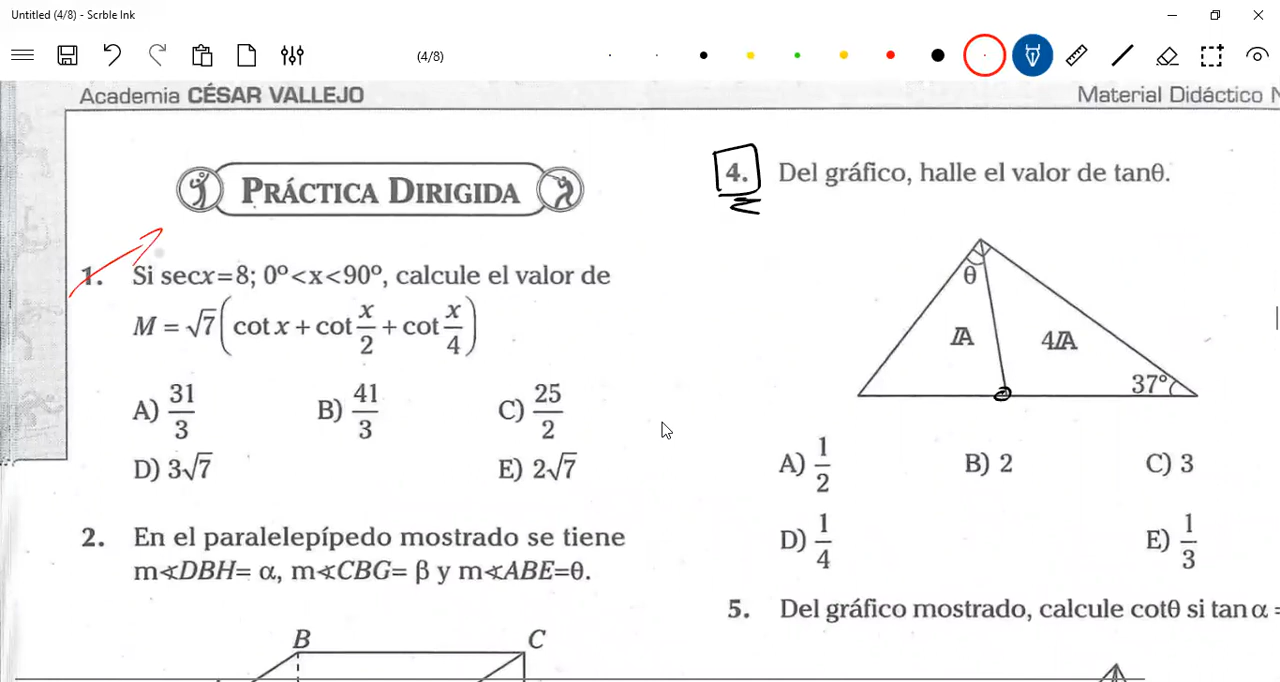 Untitled (4/8) - Scrble Ink
(4/8)
Academia CÉSAR VALLEJO
Material Didáctico N
PRÁCTICA DIRIGIDA
1. Si secx=8; 0º<x<90º, calcule el valor de
M = √7(cot x + cot x/2 + cot x/4)
A) 31/3 B) 41/3 C) 25/2
D) 3√7 E) 2√7
2. En el paralelepípedo mostrado se tiene
m∢DBH= α, m∢CBG= β y m∢ABE=θ.
B C
4. Del gráfico, halle el valor de tanθ.
θ
A 4A
37º
A) 1/2 B) 2 C) 3
D) 1/4 E) 1/3
5. Del gráfico mostrado, calcule cotθ si tan α =